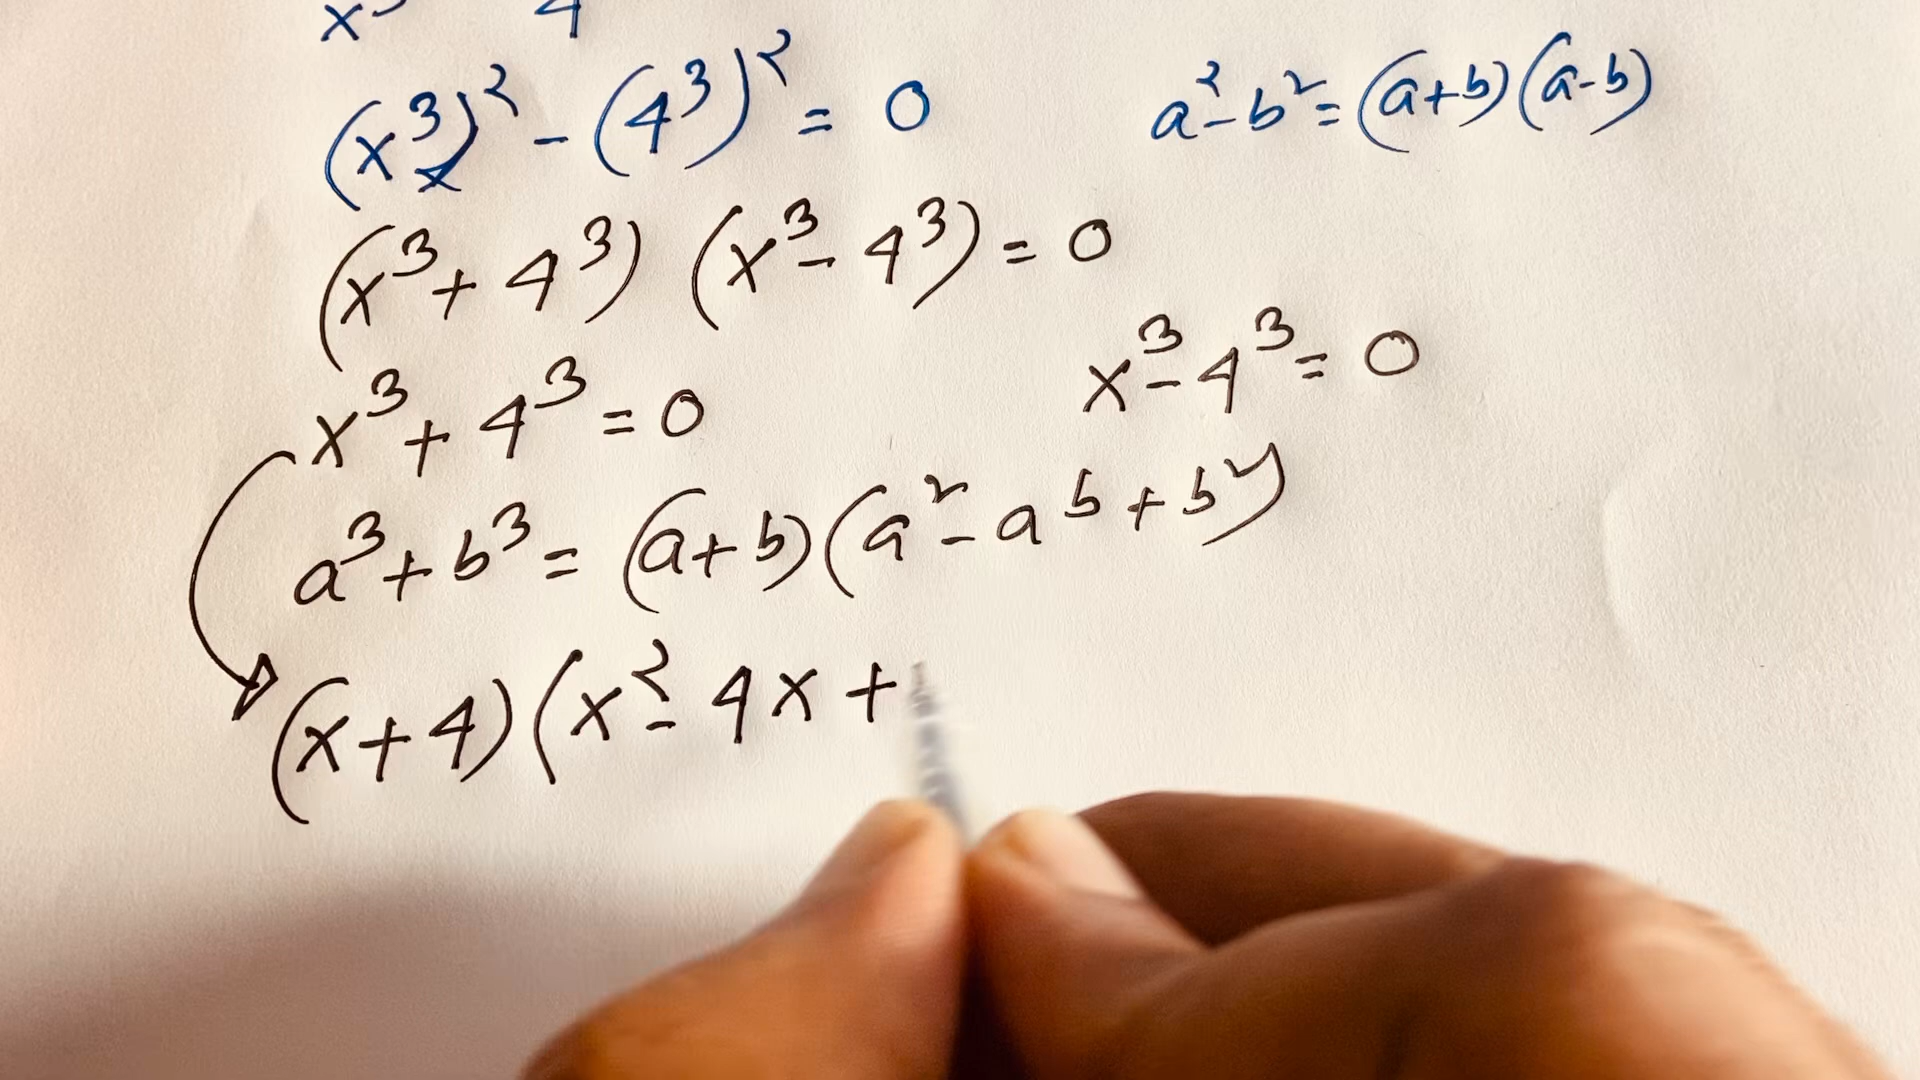 (x³)² - (4³)² = 0
a² - b² = (a+b)(a-b)
(x³ + 4³) (x³ - 4³) = 0
x³ + 4³ = 0
x³ - 4³ = 0
a³ + b³ = (a+b)(a² - ab + b²)
(x+4)(x² - 4x +